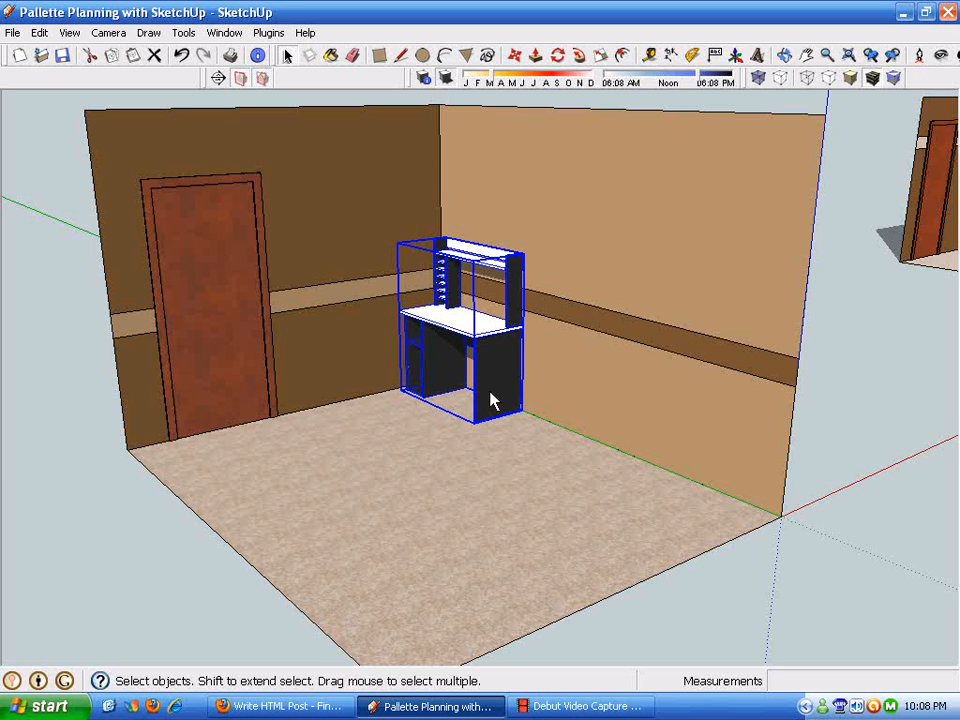 Pallette Planning with SketchUp - SketchUp
File Edit View Camera Draw Tools Window Plugins Help
J F M A M J J A S O N D 06:08 AM Noon 06:08 PM
Select objects. Shift to extend select. Drag mouse to select multiple. Measurements
start Write HTML Post - Fin... Pallette Planning with... Debut Video Capture ... 10:08 PM